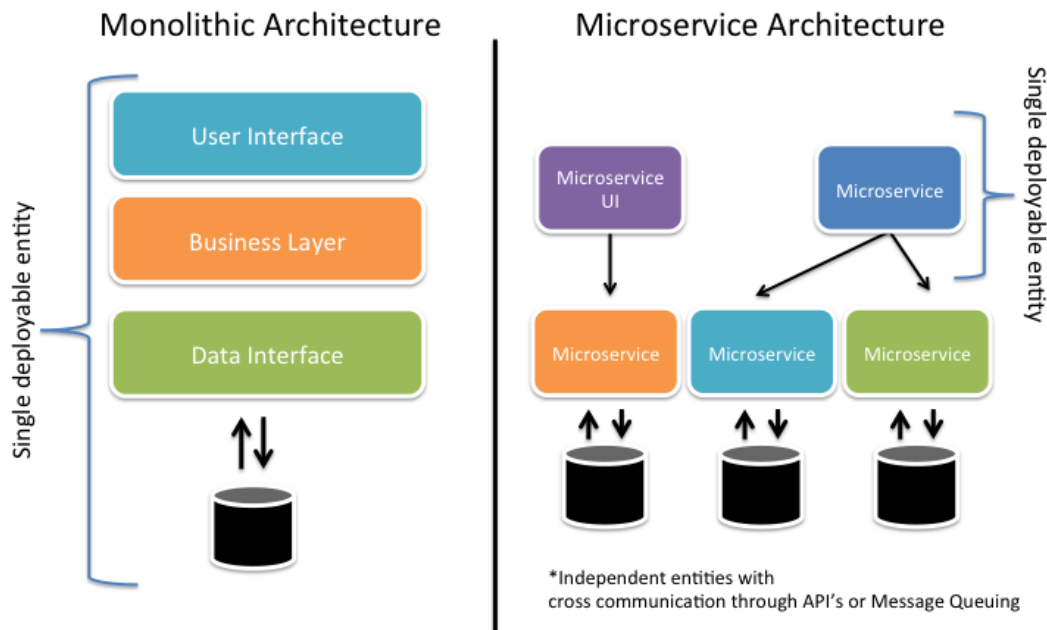 Monolithic Architecture
Single deployable entity
User Interface
Business Layer
Data Interface
Microservice Architecture
Single deployable
entity
Microservice
UI
Microservice
Microservice
Microservice
Microservice
*Independent entities with
cross communication through API's or Message Queuing